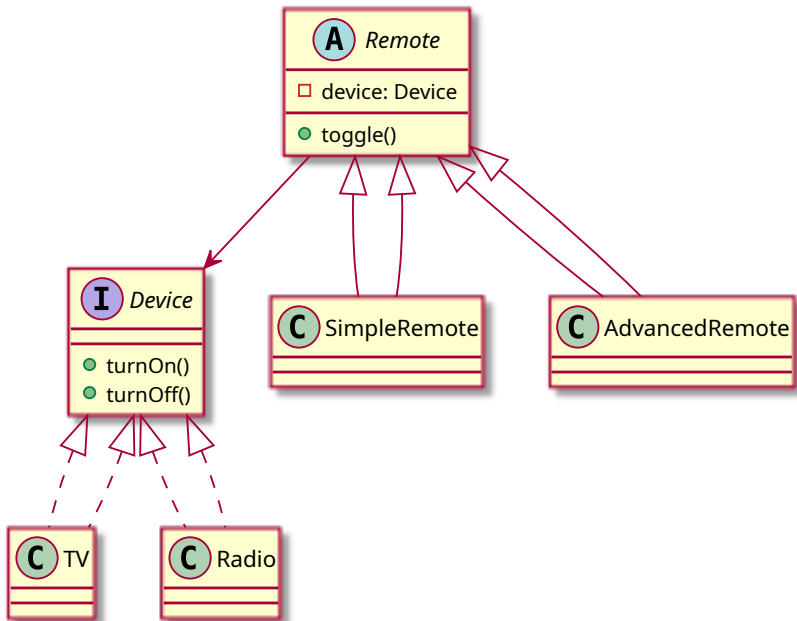 A Remote
device: Device
toggle()
I Device
turnOn()
turnOff()
C SimpleRemote
C AdvancedRemote
C TV
C Radio